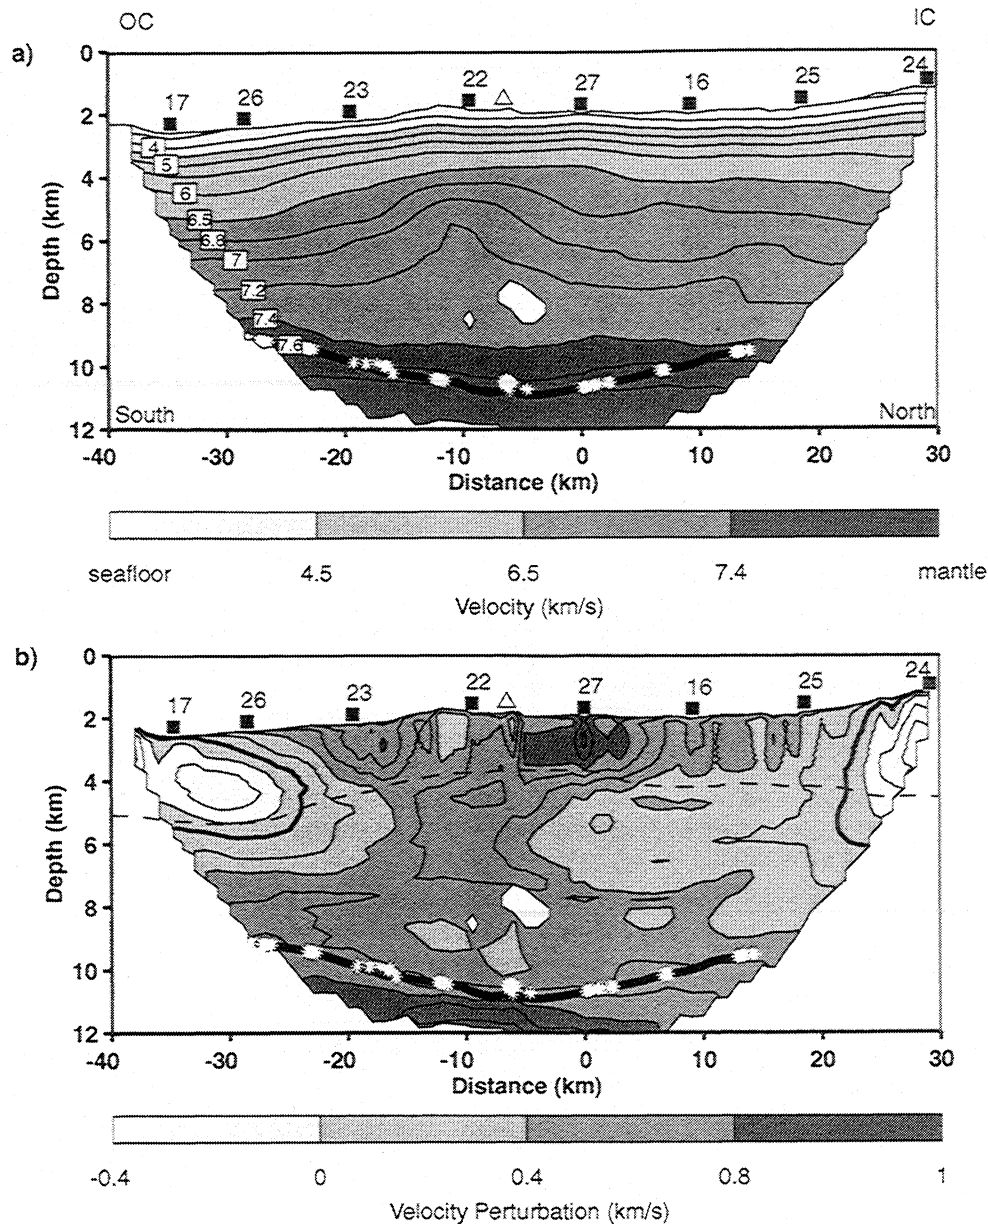 OC IC
a)
0
24
22 27 16 25
17 26 23
2
4
5
4
6
6.5
6
6.8
7
7.2
8
7.4
7.6
10
South North
12
-40 -30 -20 -10 0 10 20 30
Depth (km)
Distance (km)
seafloor 4.5 6.5 7.4 mantle
Velocity (km/s)
b)
0
24
22 27 16 25
17 26 23
2
4
6
8
10
12
-40 -30 -20 -10 0 10 20 30
Depth (km)
Distance (km)
-0.4 0 0.4 0.8 1
Velocity Perturbation (km/s)